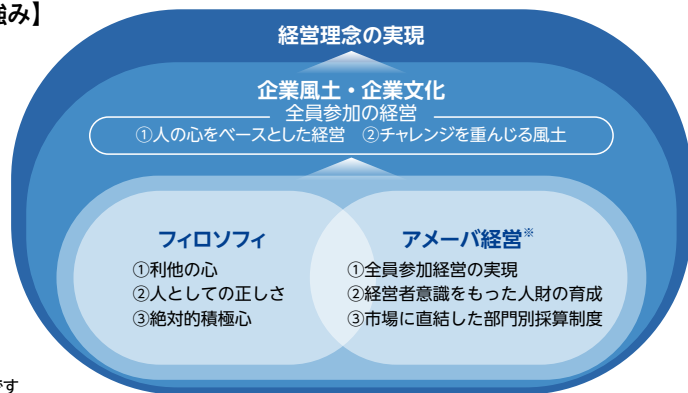 強み】
経営理念の実現
企業風土・企業文化
全員参加の経営
①人の心をベースとした経営　②チャレンジを重んじる風土
フィロソフィ
①利他の心
②人としての正しさ
③絶対的積極心
アメーバ経営※
①全員参加経営の実現
②経営者意識をもった人財の育成
③市場に直結した部門別採算制度
です